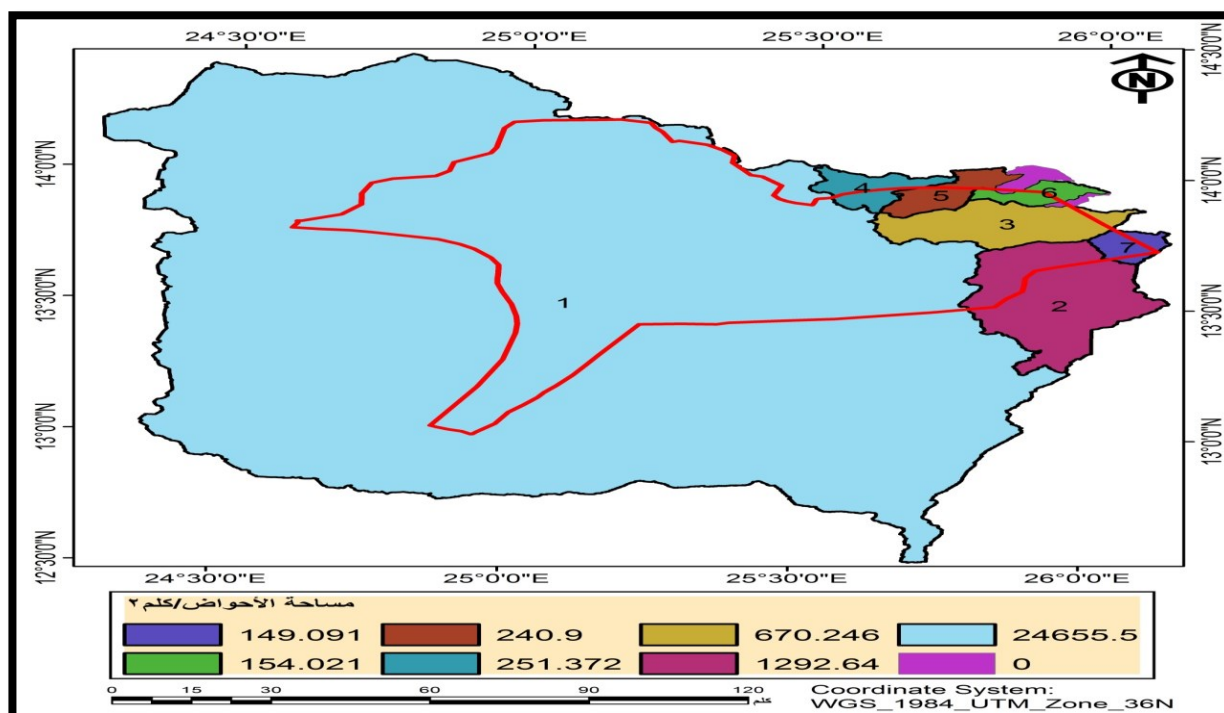 24°30'0"E 25°0'0"E 25°30'0"E 26°0'0"E
14°30'0"N
N
14°0'0"N
14°0'0"N
4
5
6
3
7
13°30'0"N
1
2
13°30'0"N
13°0'0"N
13°0'0"N
12°30'0"N
24°30'0"E 25°0'0"E 25°30'0"E 26°0'0"E
مساحة الأحواض/كلم٢
149.091 240.9 670.246 24655.5
154.021 251.372 1292.64 0
0 15 30 60 90 120
كلم
Coordinate System:
WGS_1984_UTM_Zone_36N